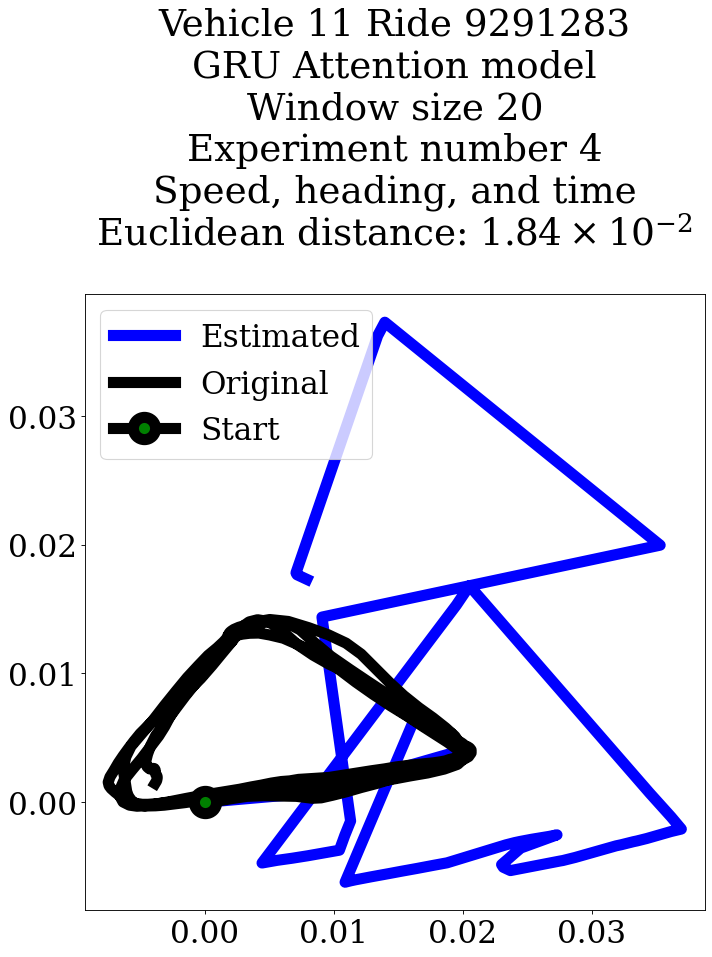 Vehicle 11 Ride 9291283
GRU Attention model
Window size 20
Experiment number 4
Speed, heading, and time
Euclidean distance: 1.84 × 10⁻²
Estimated
Original
Start
0.03
0.02
0.01
0.00
0.00 0.01 0.02 0.03